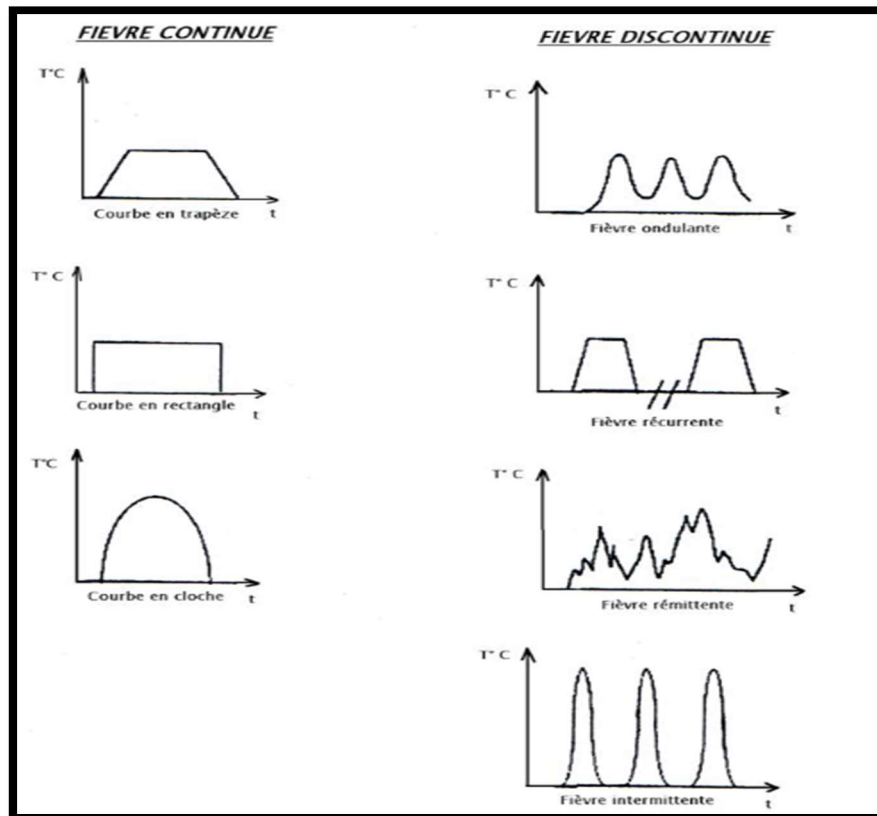 FIEVRE CONTINUE
T°C
Courbe en trapèze t
T° C
Courbe en rectangle t
T°C
Courbe en cloche t
FIEVRE DISCONTINUE
T° C
Fièvre ondulante t
T° C
Fièvre récurrente t
T° C
Fièvre rémittente t
T° C
Fièvre intermittente t